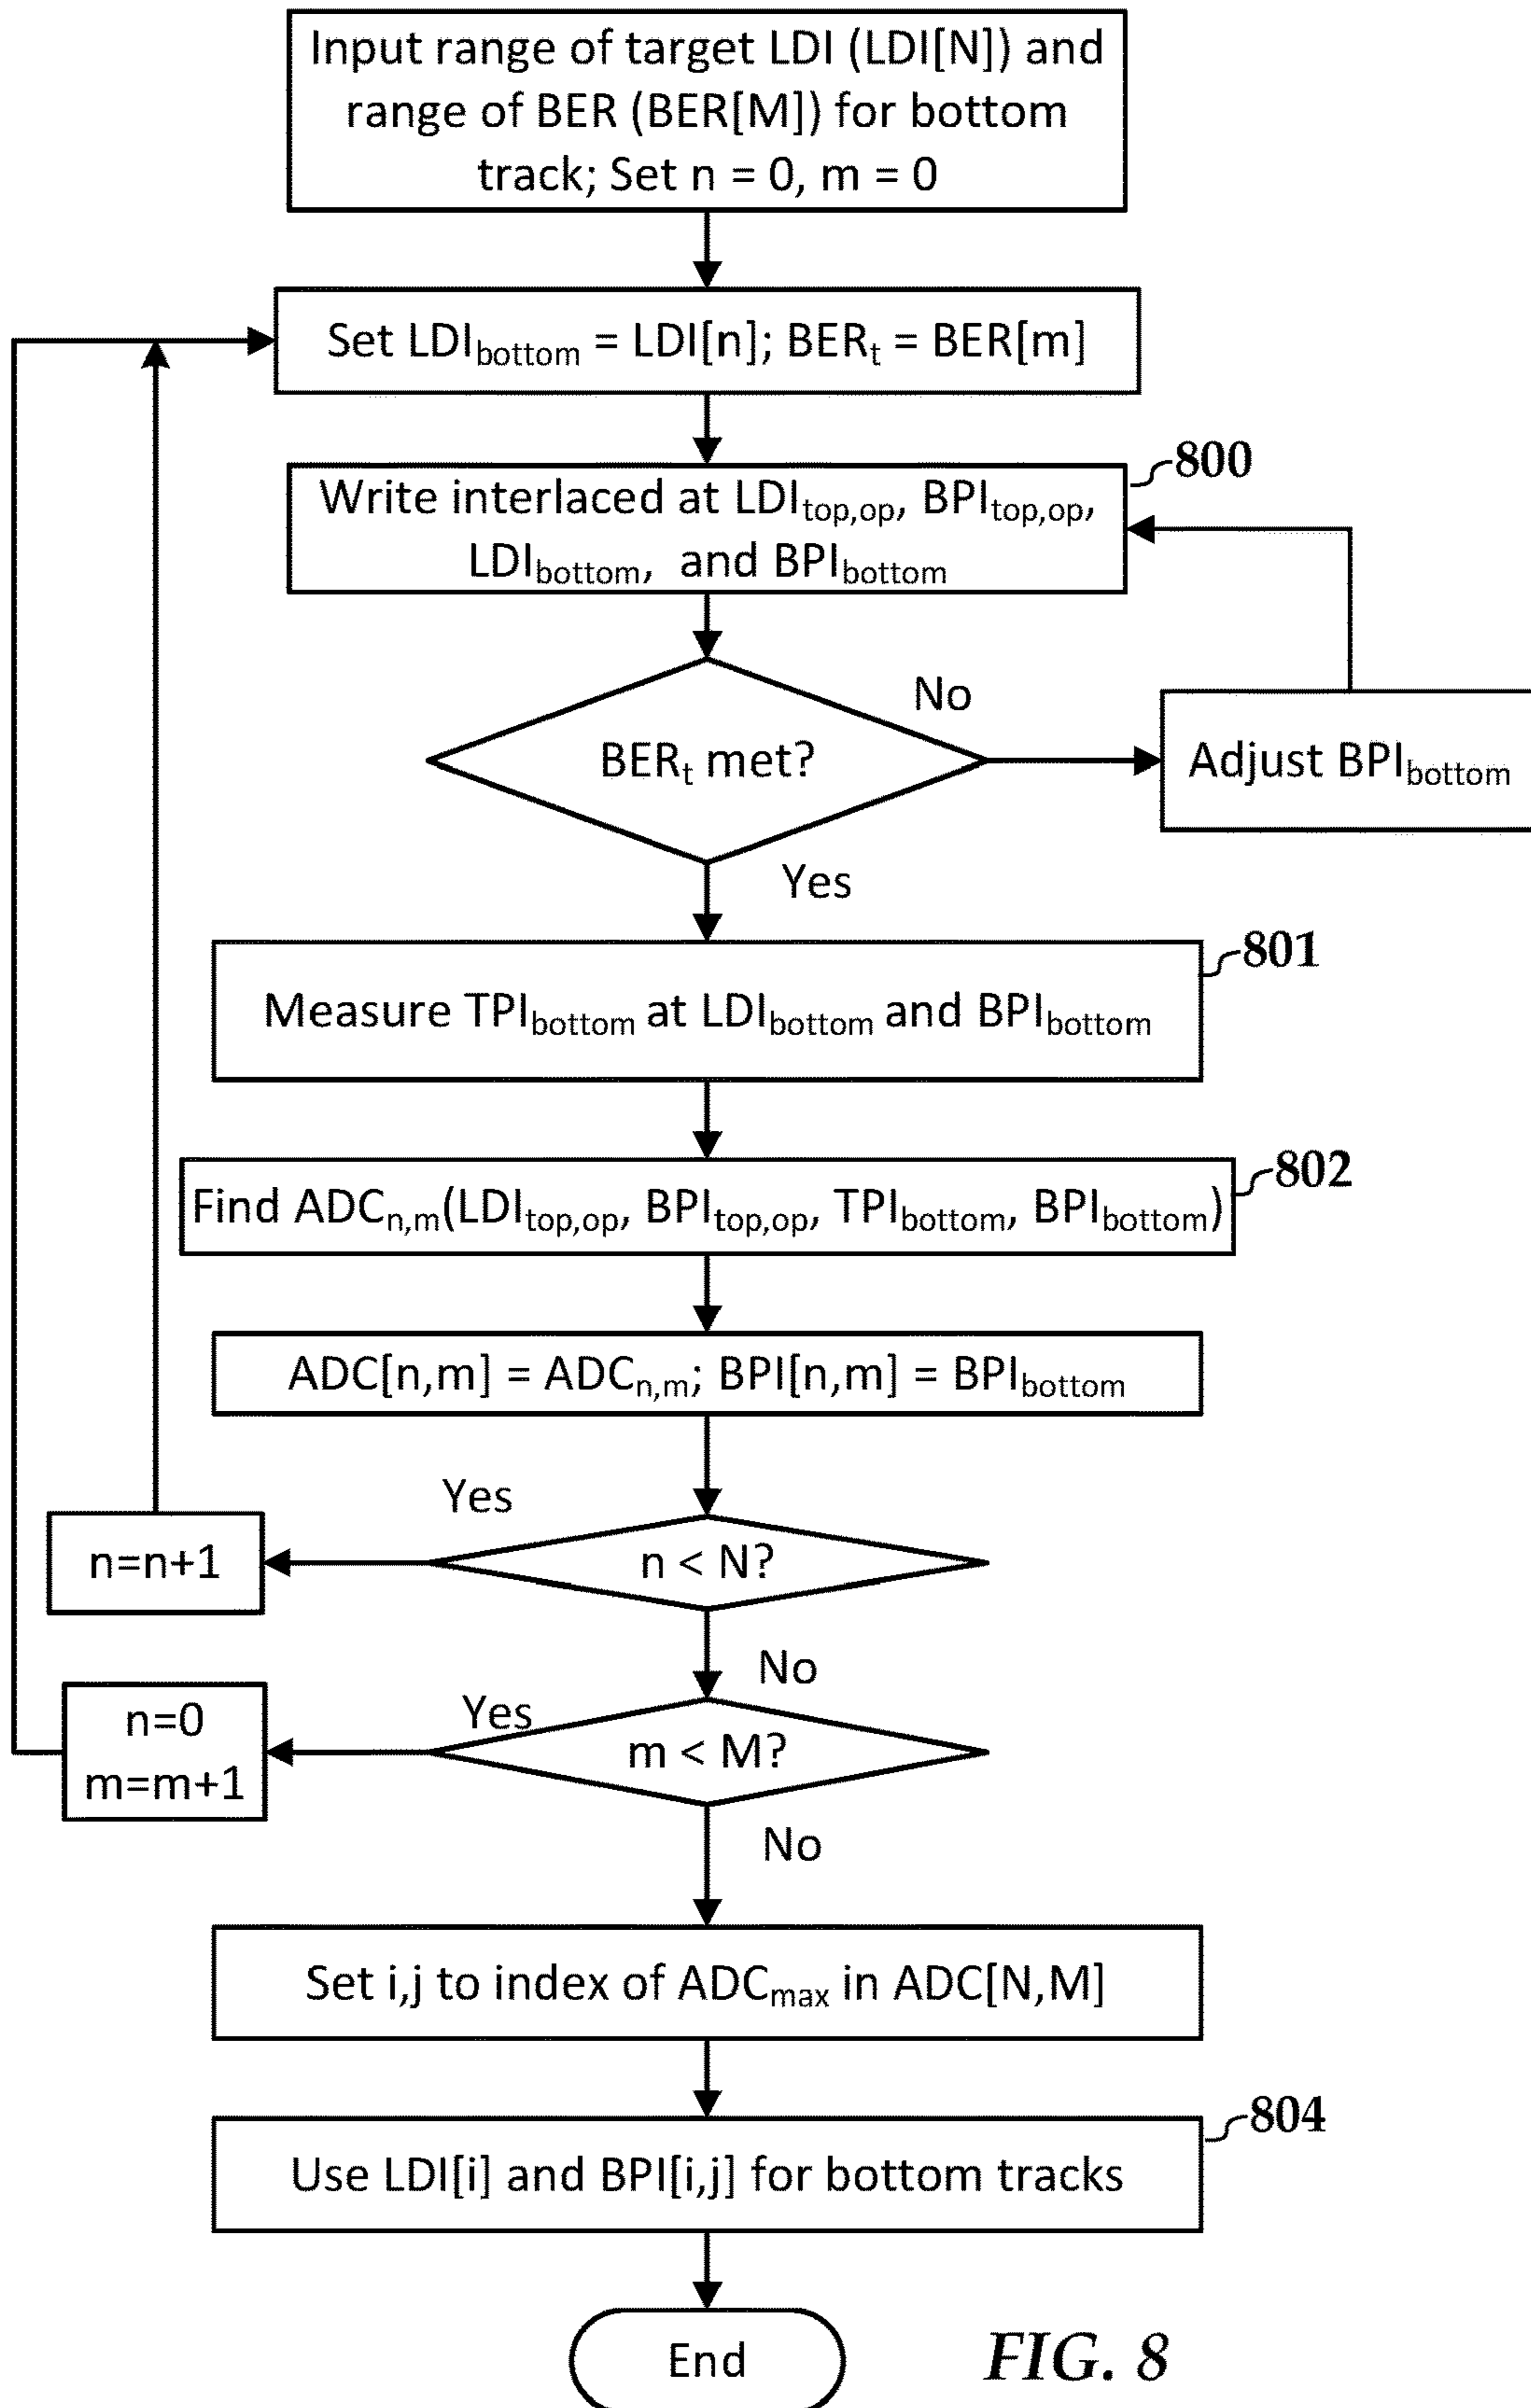 Input range of target LDI (LDI[N]) and
range of BER (BER[M]) for bottom
track; Set n = 0, m = 0
Set LDIbottom = LDI[n]; BERt = BER[m]
800
Write interlaced at LDItop,op, BPItop,op,
LDIbottom, and BPIbottom
No
BERt met?
Adjust BPIbottom
Yes
801
Measure TPIbottom at LDIbottom and BPIbottom
802
Find ADCn,m(LDItop,op, BPItop,op, TPIbottom, BPIbottom)
ADC[n,m] = ADCn,m; BPI[n,m] = BPIbottom
Yes
n=n+1
n < N?
No
Yes
n=0
m=m+1
m < M?
No
Set i,j to index of ADCmax in ADC[N,M]
804
Use LDI[i] and BPI[i,j] for bottom tracks
End
FIG. 8